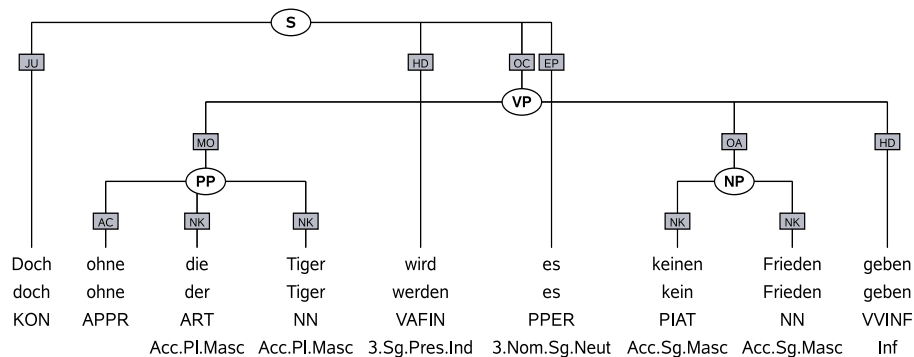 S
JU HD OC EP
VP
MO OA HD
PP NP
AC NK NK NK NK
Doch ohne die Tiger wird es keinen Frieden geben
doch ohne der Tiger werden es kein Frieden geben
KON APPR ART NN VAFIN PPER PIAT NN VVINF
Acc.Pl.Masc Acc.Pl.Masc 3.Sg.Pres.Ind 3.Nom.Sg.Neut Acc.Sg.Masc Acc.Sg.Masc Inf